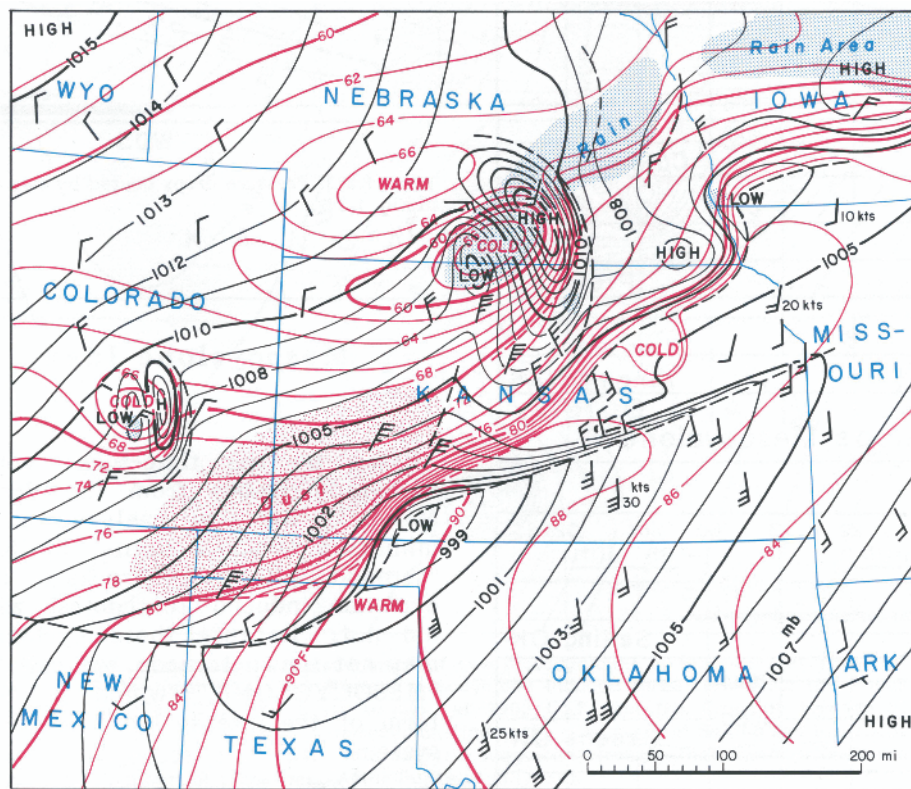 HIGH
1015
60
WYO
1014
62
NEBRASKA
Rain Area
HIGH
IOWA
64
Rain
66
WARM
1013
64
60
HIGH
1008
LOW
COLD
LOW
1010
HIGH
10 kts
1012
60
1005
COLORADO
62
1010
64
20 kts
MISS-
OURI
COLD
66
1008
68
KANSAS
COLD
H
LOW
68
72
74
1005
76
80
Dust
kts
30
88
86
76
1002
LOW
90
999
84
78
80
WARM
1001
1003
1005
1007 mb
NEW
MEXICO
84
90°F
OKLAHOMA
ARK
TEXAS
25 kts
HIGH
0
50
100
200 mi